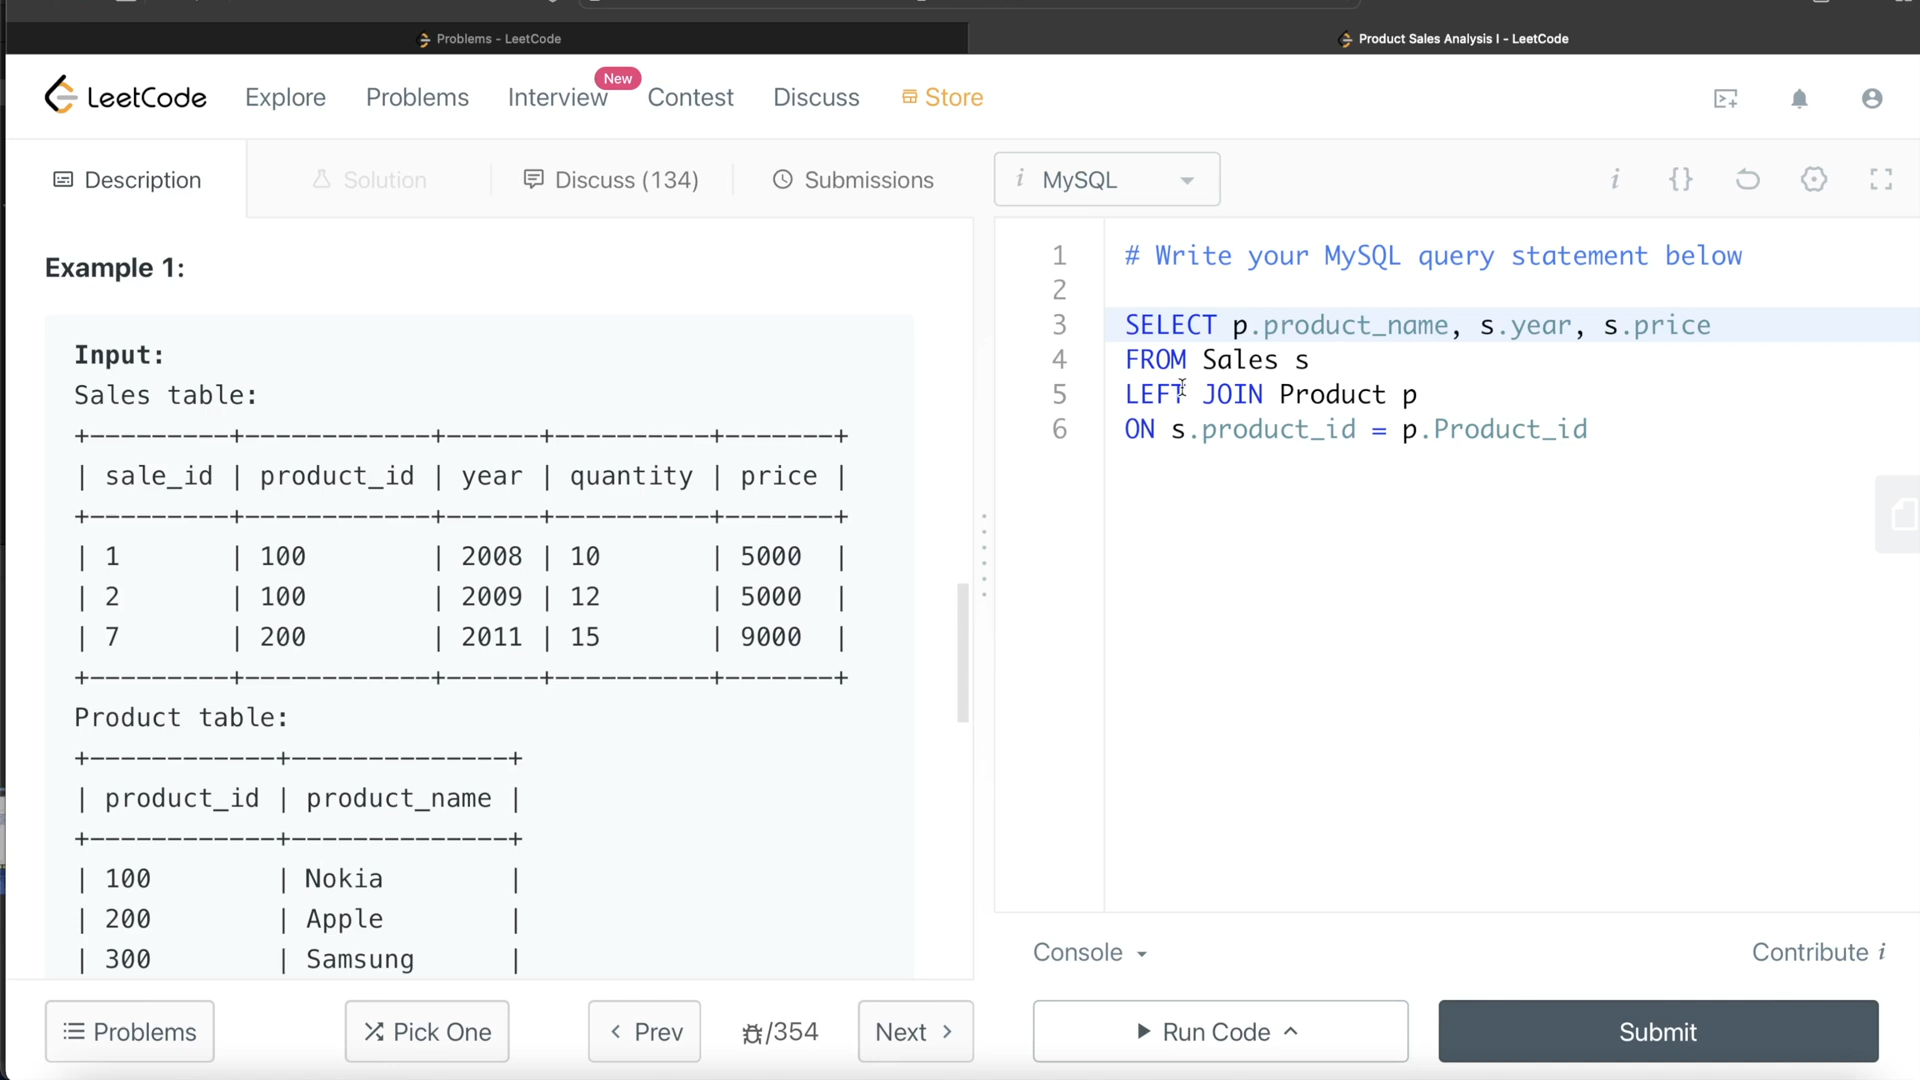 Problems - LeetCode
Product Sales Analysis I - LeetCode
LeetCode Explore Problems Interview New Contest Discuss Store
Description Solution Discuss (134) Submissions
i MySQL
Example 1:
Input:
Sales table:
+---------+------------+------+----------+-------+
| sale_id | product_id | year | quantity | price |
+---------+------------+------+----------+-------+
| 1 | 100 | 2008 | 10 | 5000 |
| 2 | 100 | 2009 | 12 | 5000 |
| 7 | 200 | 2011 | 15 | 9000 |
+---------+------------+------+----------+-------+
Product table:
+------------+--------------+
| product_id | product_name |
+------------+--------------+
| 100 | Nokia |
| 200 | Apple |
| 300 | Samsung |
1 # Write your MySQL query statement below
2
3 SELECT p.product_name, s.year, s.price
4 FROM Sales s
5 LEFT JOIN Product p
6 ON s.product_id = p.Product_id
Console
Contribute i
Problems
Pick One
< Prev
/354
Next >
Run Code
Submit